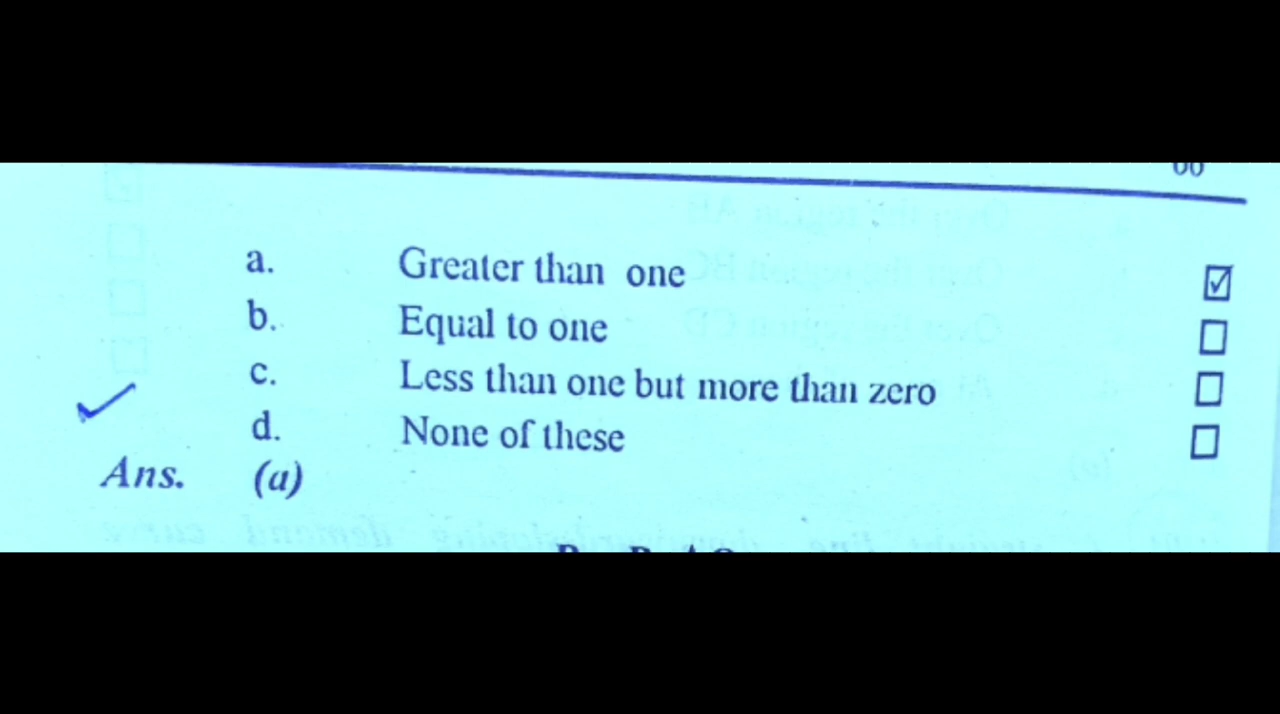 a. Greater than one ☑
b. Equal to one ☐
c. Less than one but more than zero ☐
d. None of these ☐
Ans. (a)